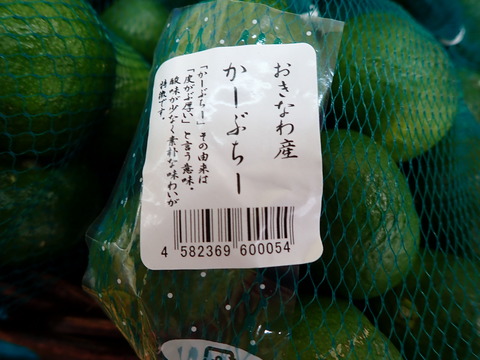 おきなわ産
かーぶちー
「かーぶちー」その由来は
「皮がぶ厚い」と言う意味。
酸味が少なく素朴な味わいが
特徴です。
4 582369 600054